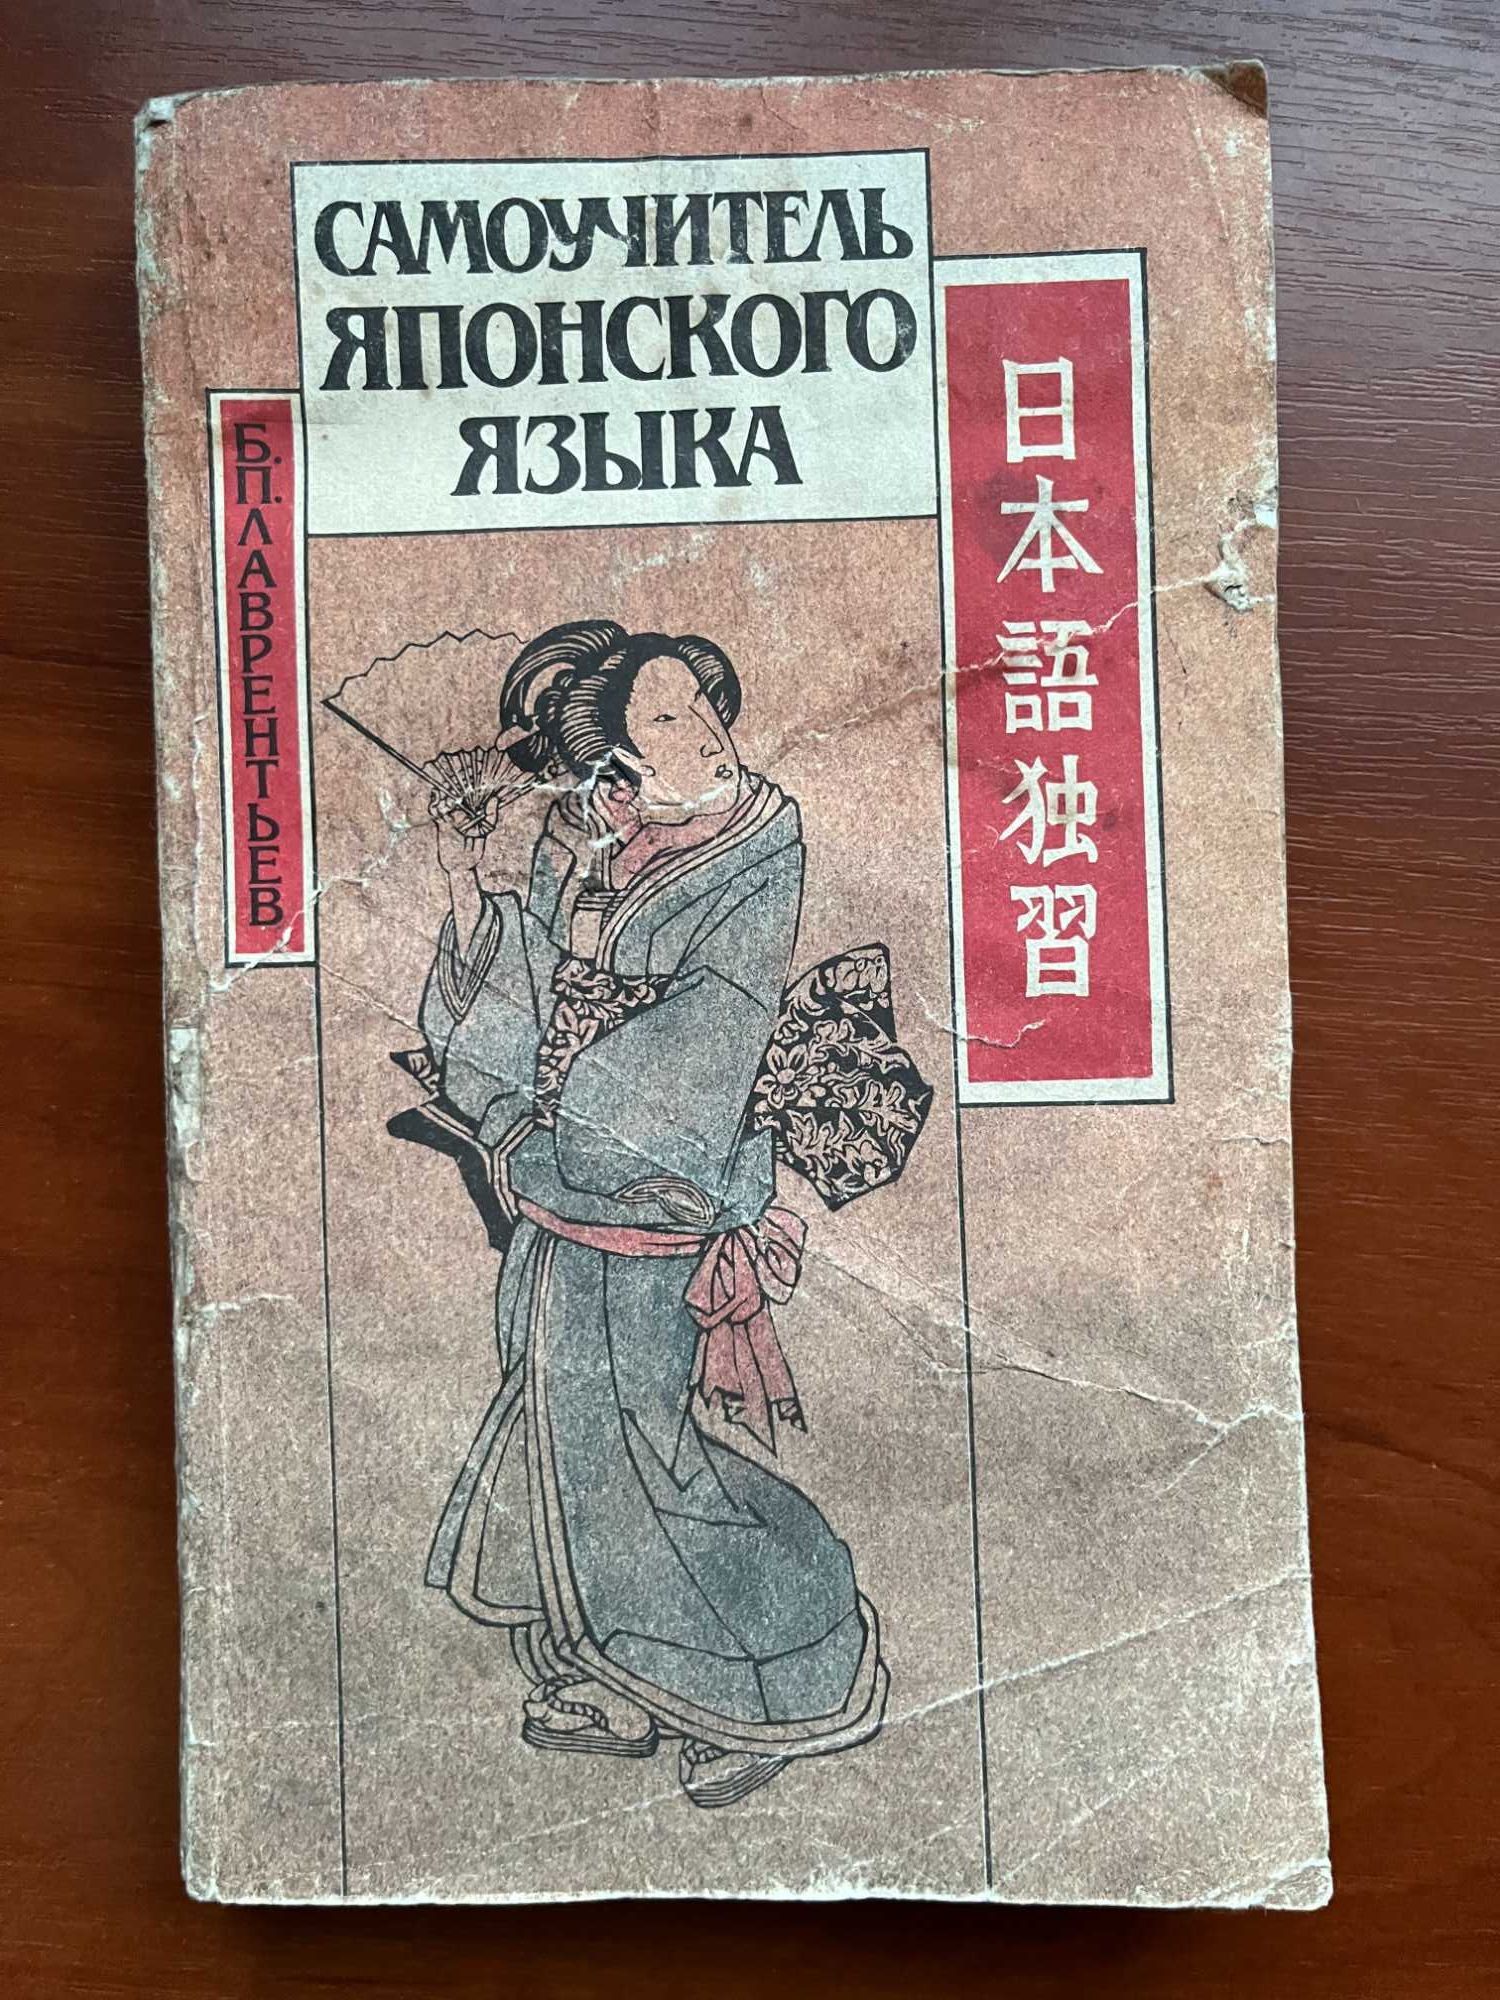 САМОУЧИТЕЛЬ
ЯПОНСКОГО
ЯЗЫКА
Б.П. ЛАВРЕНТЬЕВ
日本語独習